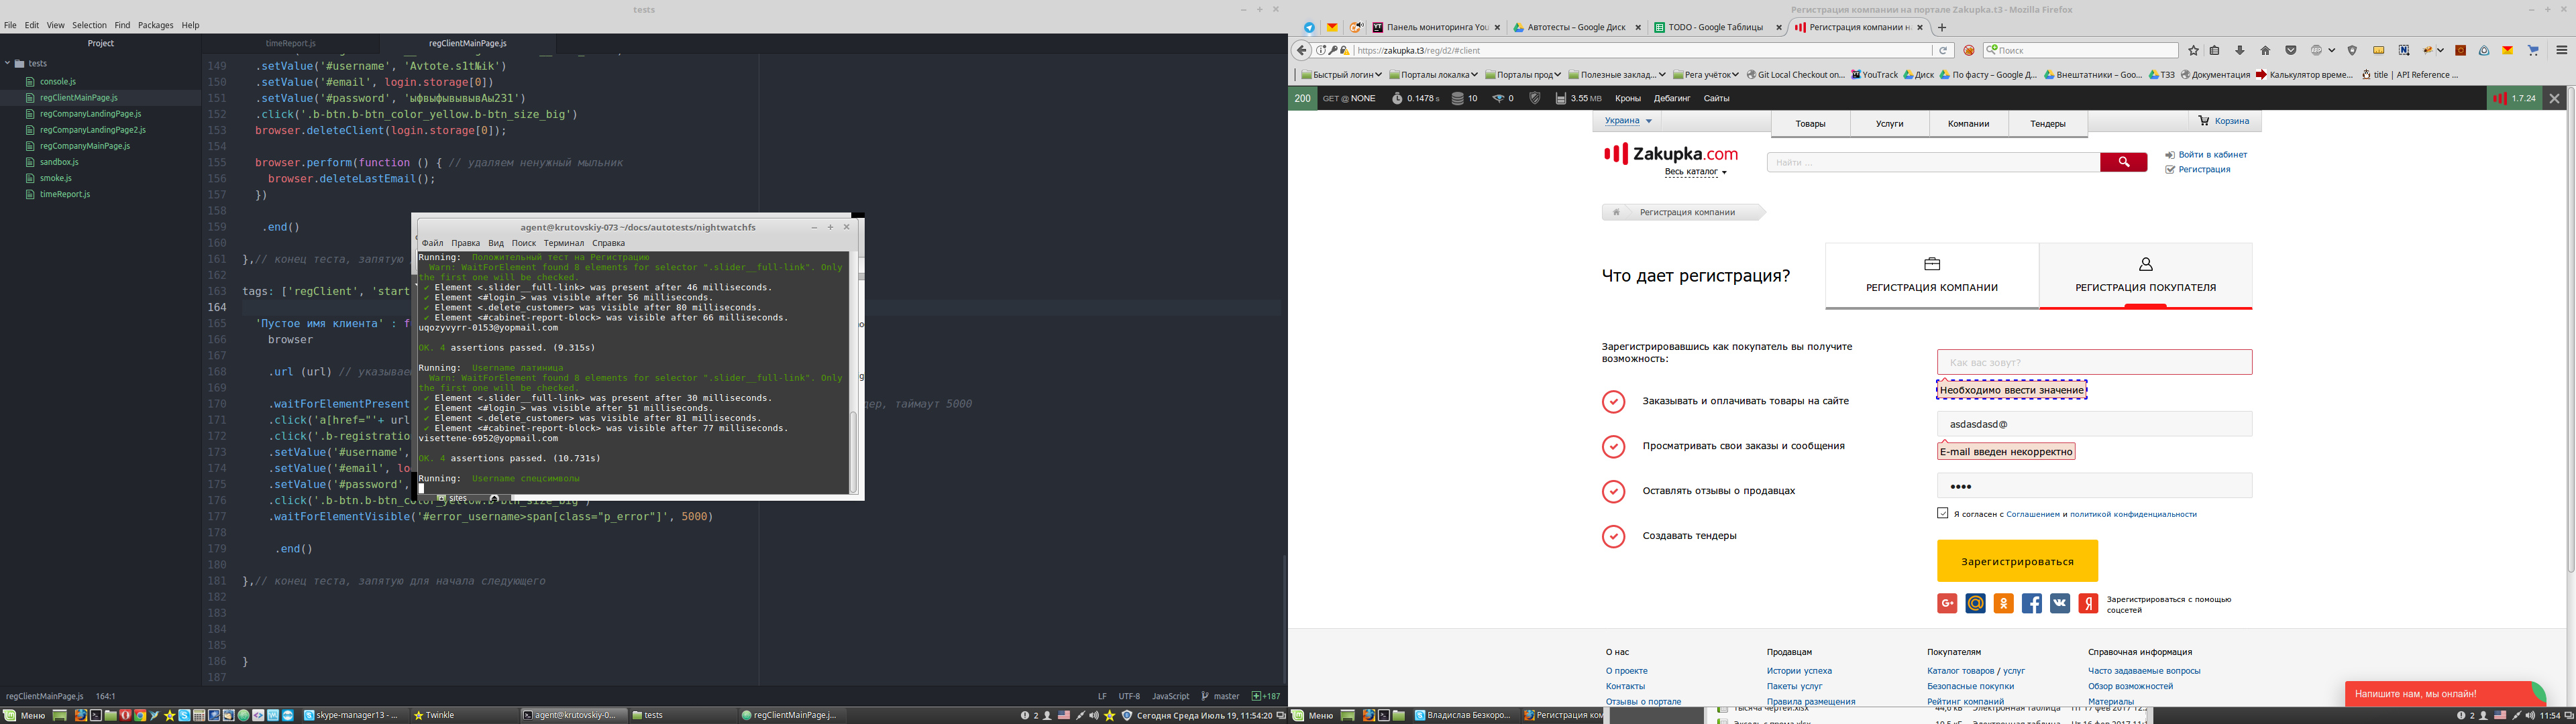 tests
File Edit View Selection Find Packages Help
Project
timeReport.js
regClientMainPage.js
tests
console.js
regClientMainPage.js
regCompanyLandingPage.js
regCompanyLandingPage2.js
regCompanyMainPage.js
sandbox.js
smoke.js
timeReport.js
149 .setValue('#username', 'Avtote.s1t№ik')
150 .setValue('#email', login.storage[0])
151 .setValue('#password', 'ыфвыфывывывАы231')
152 .click('.b-btn.b-btn_color_yellow.b-btn_size_big')
153 browser.deleteClient(login.storage[0]);
154
155 browser.perform(function () { // удаляем ненужный мыльник
156 browser.deleteLastEmail();
157 })
158
159 .end()
160
161 },// конец теста, запятую
162
163 tags: ['regClient', 'start
164
165 'Пустое имя клиента' : f
166 browser
167
168 .url (url) // указывае
169
170 .waitForElementPresent дер, таймаут 5000
171 .click('a[href="'+ url
172 .click('.b-registration
173 .setValue('#username',
174 .setValue('#email', lo
175 .setValue('#password',
176 .click('.b-btn.b-btn_color_yellow.b-btn_size_big')
177 .waitForElementVisible('#error_username>span[class="p_error"]', 5000)
178
179 .end()
180
181 },// конец теста, запятую для начала следующего
182
183
184
185
186 }
187
regClientMainPage.js 164:1
LF UTF-8 JavaScript master +187
agent@krutovskiy-073 ~/docs/autotests/nightwatchfs
Файл Правка Вид Поиск Терминал Справка
Running: Положительный тест на Регистрацию
Warn: WaitForElement found 8 elements for selector ".slider__full-link". Only
the first one will be checked.
✔ Element <.slider__full-link> was present after 46 milliseconds.
✔ Element <#login_> was visible after 56 milliseconds.
✔ Element <.delete_customer> was visible after 80 milliseconds.
✔ Element <#cabinet-report-block> was visible after 66 milliseconds.
uqozyvyrr-0153@yopmail.com
OK. 4 assertions passed. (9.315s)
Running: Username латиница
Warn: WaitForElement found 8 elements for selector ".slider__full-link". Only
the first one will be checked.
✔ Element <.slider__full-link> was present after 30 milliseconds.
✔ Element <#login_> was visible after 51 milliseconds.
✔ Element <.delete_customer> was visible after 81 milliseconds.
✔ Element <#cabinet-report-block> was visible after 77 milliseconds.
visettene-6952@yopmail.com
OK. 4 assertions passed. (10.731s)
Running: Username спецсимволы
sites
Меню skype-manager13 - ... Twinkle agent@krutovskiy-0... tests regClientMainPage.j... 2 Сегодня Среда Июль 19, 11:54:20
Регистрация компании на портале Zakupka.t3 - Mozilla Firefox
Панель мониторинга You
Автотесты – Google Диск
TODO - Google Таблицы
Регистрация компании н
https://zakupka.t3/reg/d2/#client
Поиск
Быстрый логин Порталы локалка Порталы прод Полезные заклад... Рега учёток Git Local Checkout on... YouTrack Диск По фасту – Google Д... Внештатники – Goo... ТЗЗ Документация Калькулятор време... title | API Reference ...
200 GET @ NONE 0.1478 s 10 0 3.55 MB Кроны Дебагинг Сайты 1.7.24
Украина
Товары Услуги Компании Тендеры
Корзина
Zakupka.com
Весь каталог
Найти ...
Войти в кабинет
Регистрация
Регистрация компании
Что дает регистрация?
РЕГИСТРАЦИЯ КОМПАНИИ
РЕГИСТРАЦИЯ ПОКУПАТЕЛЯ
Зарегистрировавшись как покупатель вы получите
возможность:
Заказывать и оплачивать товары на сайте
Просматривать свои заказы и сообщения
Оставлять отзывы о продавцах
Создавать тендеры
Как вас зовут?
Необходимо ввести значение
asdasdasd@
E-mail введен некорректно
••••
Я согласен с Соглашением и политикой конфиденциальности
Зарегистрироваться
Зарегистрироваться с помощью
соцсетей
О нас
О проекте
Контакты
Отзывы о портале
Продавцам
Истории успеха
Пакеты услуг
Правила размещения
Покупателям
Каталог товаров / услуг
Безопасные покупки
Рейтинг компаний
Справочная информация
Часто задаваемые вопросы
Обзор возможностей
Материалы
Напишите нам, мы онлайн!
Меню Владислав Безкоро... Регистрация ком 2 11:54